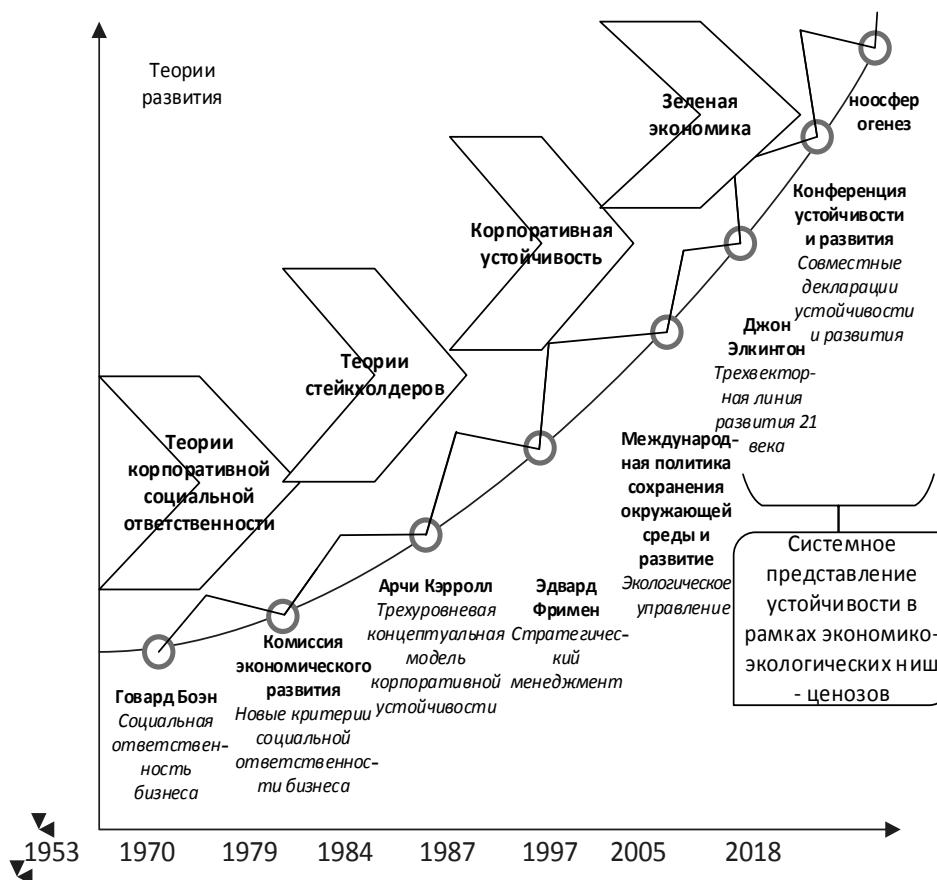 Теории
развития
Зеленая
экономика
ноосфер
огенез
Корпоративная
устойчивость
Конференция
устойчивости
и развития
Совместные
декларации
устойчивости
и развития
Теории
стейкхолдеров
Джон
Элкинтон
Трехвектор-
ная линия
развития 21
века
Теории
корпоративной
социальной
ответственности
Международ-
ная политика
сохранения
окружающей
среды и
развитие
Экологическое
управление
Системное
представление
устойчивости в
рамках экономико-
экологических ниш
- ценозов
Эдвард
Фримен
Стратегичес-
кий
менеджмент
Арчи Кэрролл
Трехуровневая
концептуальная
модель
корпоративной
устойчивости
Комиссия
экономического
развития
Новые критерии
социальной
ответственнос-
ти бизнеса
Говард Боэн
Социальная
ответствен-
ность
бизнеса
1953 1970 1979 1984 1987 1997 2005 2018